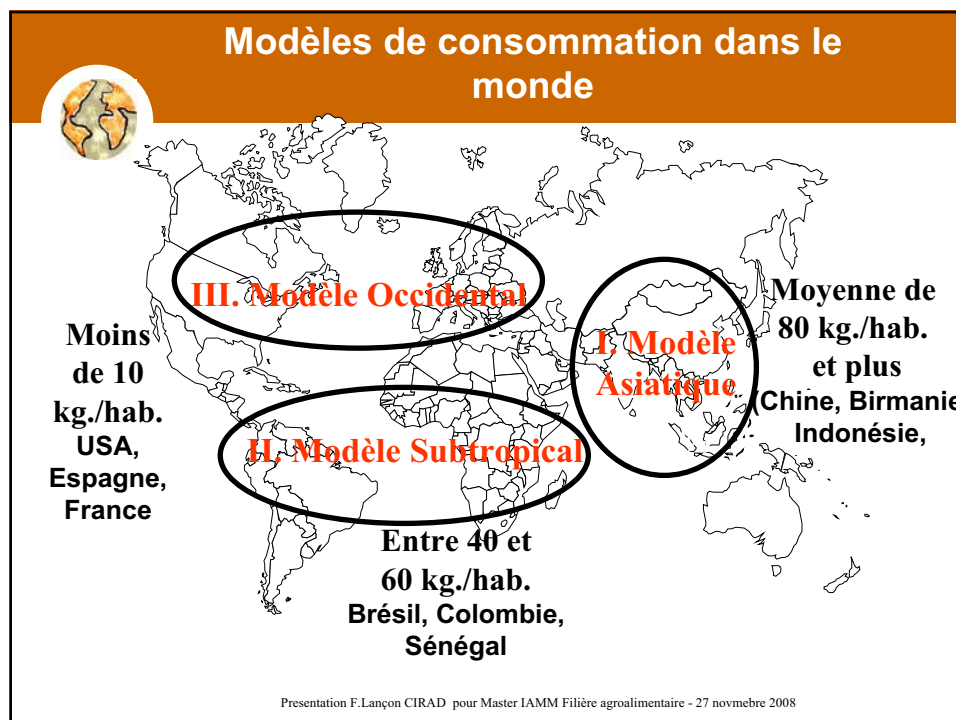 Modèles de consommation dans le
monde
III. Modèle Occidental
Moins
de 10
kg./hab.
USA,
Espagne,
France
I. Modèle
Asiatique
Moyenne de
80 kg./hab.
et plus
(Chine, Birmanie
Indonésie,
II. Modèle Subtropical
Entre 40 et
60 kg./hab.
Brésil, Colombie,
Sénégal
Presentation F.Lançon CIRAD pour Master IAMM Filière agroalimentaire - 27 novmebre 2008